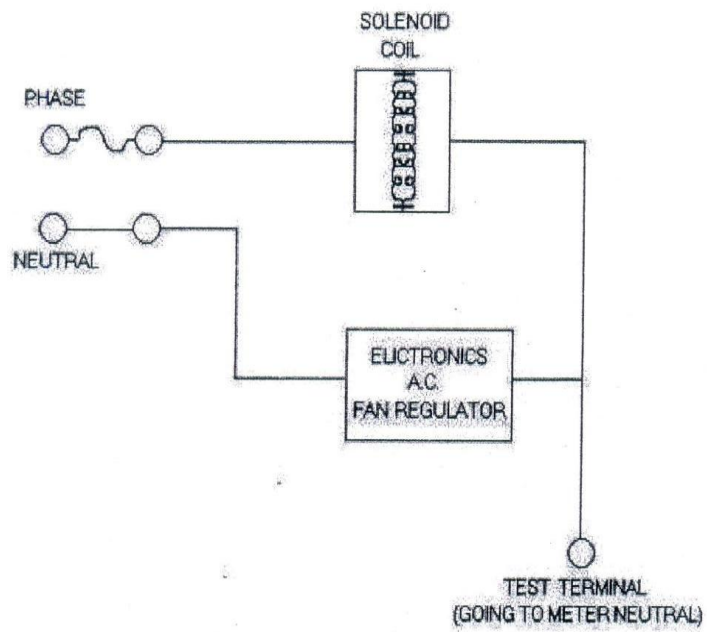 SOLENOID
COIL
PHASE
NEUTRAL
ELICTRONICS
A.C.
FAN REGULATOR
TEST TERMINAL
(GOING TO METER NEUTRAL)